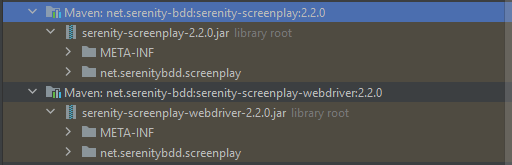 Maven: net.serenity-bdd:serenity-screenplay:2.2.0
serenity-screenplay-2.2.0.jar library root
META-INF
net.serenitybdd.screenplay
Maven: net.serenity-bdd:serenity-screenplay-webdriver:2.2.0
serenity-screenplay-webdriver-2.2.0.jar library root
META-INF
net.serenitybdd.screenplay